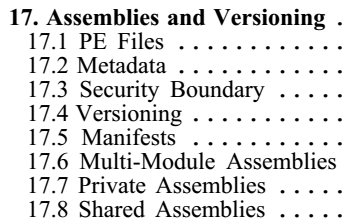 17. Assemblies and Versioning .
17.1 PE Files . . . . . . . . . . . .
17.2 Metadata . . . . . . . . . . . .
17.3 Security Boundary . . . . .
17.4 Versioning . . . . . . . . . . .
17.5 Manifests . . . . . . . . . . .
17.6 Multi-Module Assemblies
17.7 Private Assemblies . . . . .
17.8 Shared Assemblies . . . . .